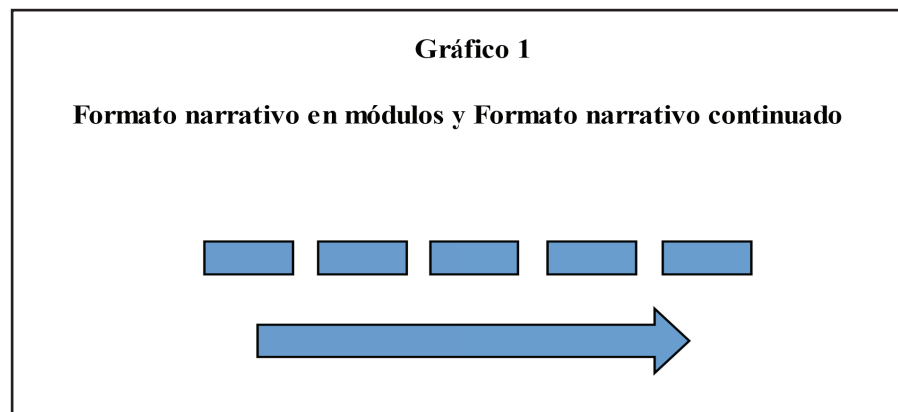 Gráfico 1
Formato narrativo en módulos y Formato narrativo continuado